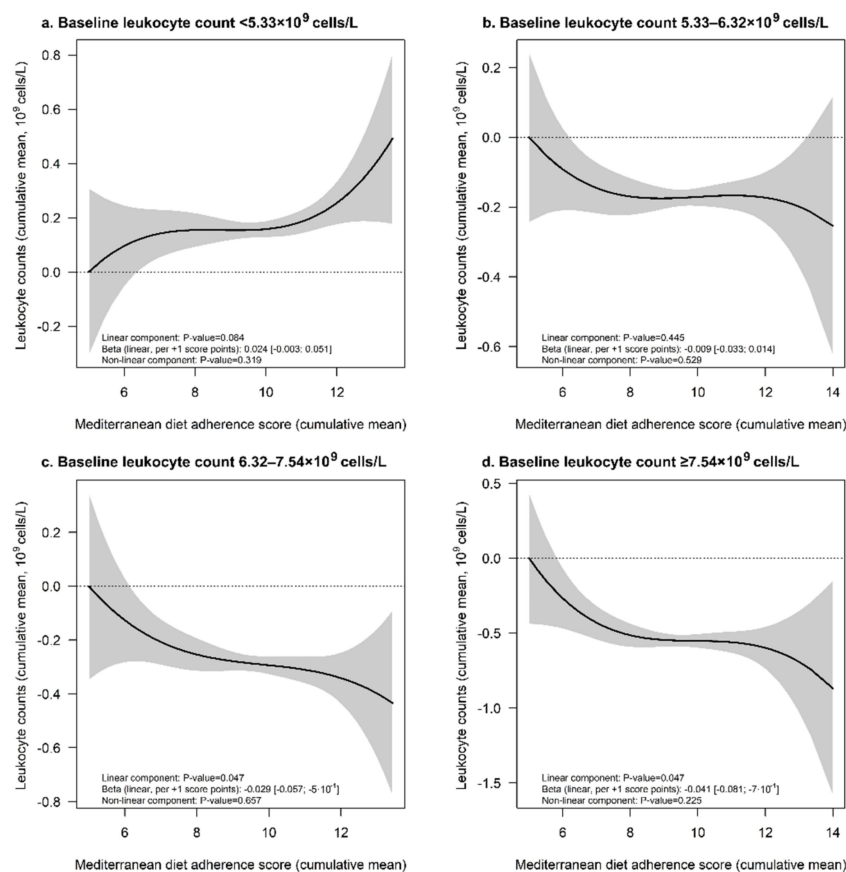 a. Baseline leukocyte count <5.33×10⁹ cells/L
Leukocyte counts (cumulative mean, 10⁹ cells/L)
0.8
0.6
0.4
0.2
0.0
-0.2
Linear component: P-value=0.084
Beta (linear, per +1 score points): 0.024 [-0.003; 0.051]
Non-linear component: P-value=0.319
6 8 10 12
Mediterranean diet adherence score (cumulative mean)
b. Baseline leukocyte count 5.33–6.32×10⁹ cells/L
Leukocyte counts (cumulative mean, 10⁹ cells/L)
0.2
0.0
-0.2
-0.4
-0.6
Linear component: P-value=0.445
Beta (linear, per +1 score points): -0.009 [-0.033; 0.014]
Non-linear component: P-value=0.529
6 8 10 12 14
Mediterranean diet adherence score (cumulative mean)
c. Baseline leukocyte count 6.32–7.54×10⁹ cells/L
Leukocyte counts (cumulative mean, 10⁹ cells/L)
0.2
0.0
-0.2
-0.4
-0.6
-0.8
Linear component: P-value=0.047
Beta (linear, per +1 score points): -0.029 [-0.057; -5·10⁻¹]
Non-linear component: P-value=0.657
6 8 10 12
Mediterranean diet adherence score (cumulative mean)
d. Baseline leukocyte count ≥7.54×10⁹ cells/L
Leukocyte counts (cumulative mean, 10⁹ cells/L)
0.5
0.0
-0.5
-1.0
-1.5
Linear component: P-value=0.047
Beta (linear, per +1 score points): -0.041 [-0.081; -7·10⁻¹]
Non-linear component: P-value=0.225
6 8 10 12 14
Mediterranean diet adherence score (cumulative mean)